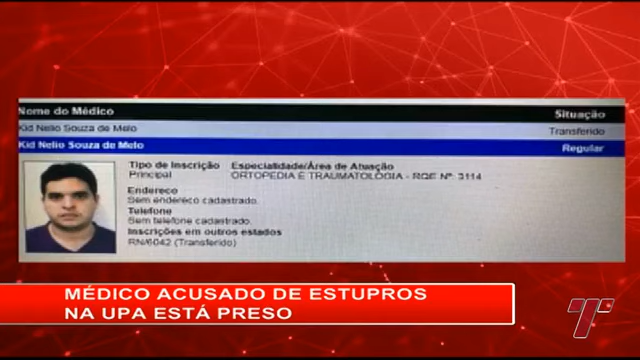 Nome do Médico Situação
Kid Nelio Souza de Melo Transferido
Kid Nelio Souza de Melo Regular
Tipo de Inscrição Especialidade/Área de Atuação
Principal ORTOPEDIA E TRAUMATOLOGIA - RQE Nº: 3114
Endereco
Sem endereco cadastrado.
Telefone
Sem telefone cadastrado.
Inscrições em outros estados
RN/6042 (Transferido)
MÉDICO ACUSADO DE ESTUPROS
NA UPA ESTÁ PRESO